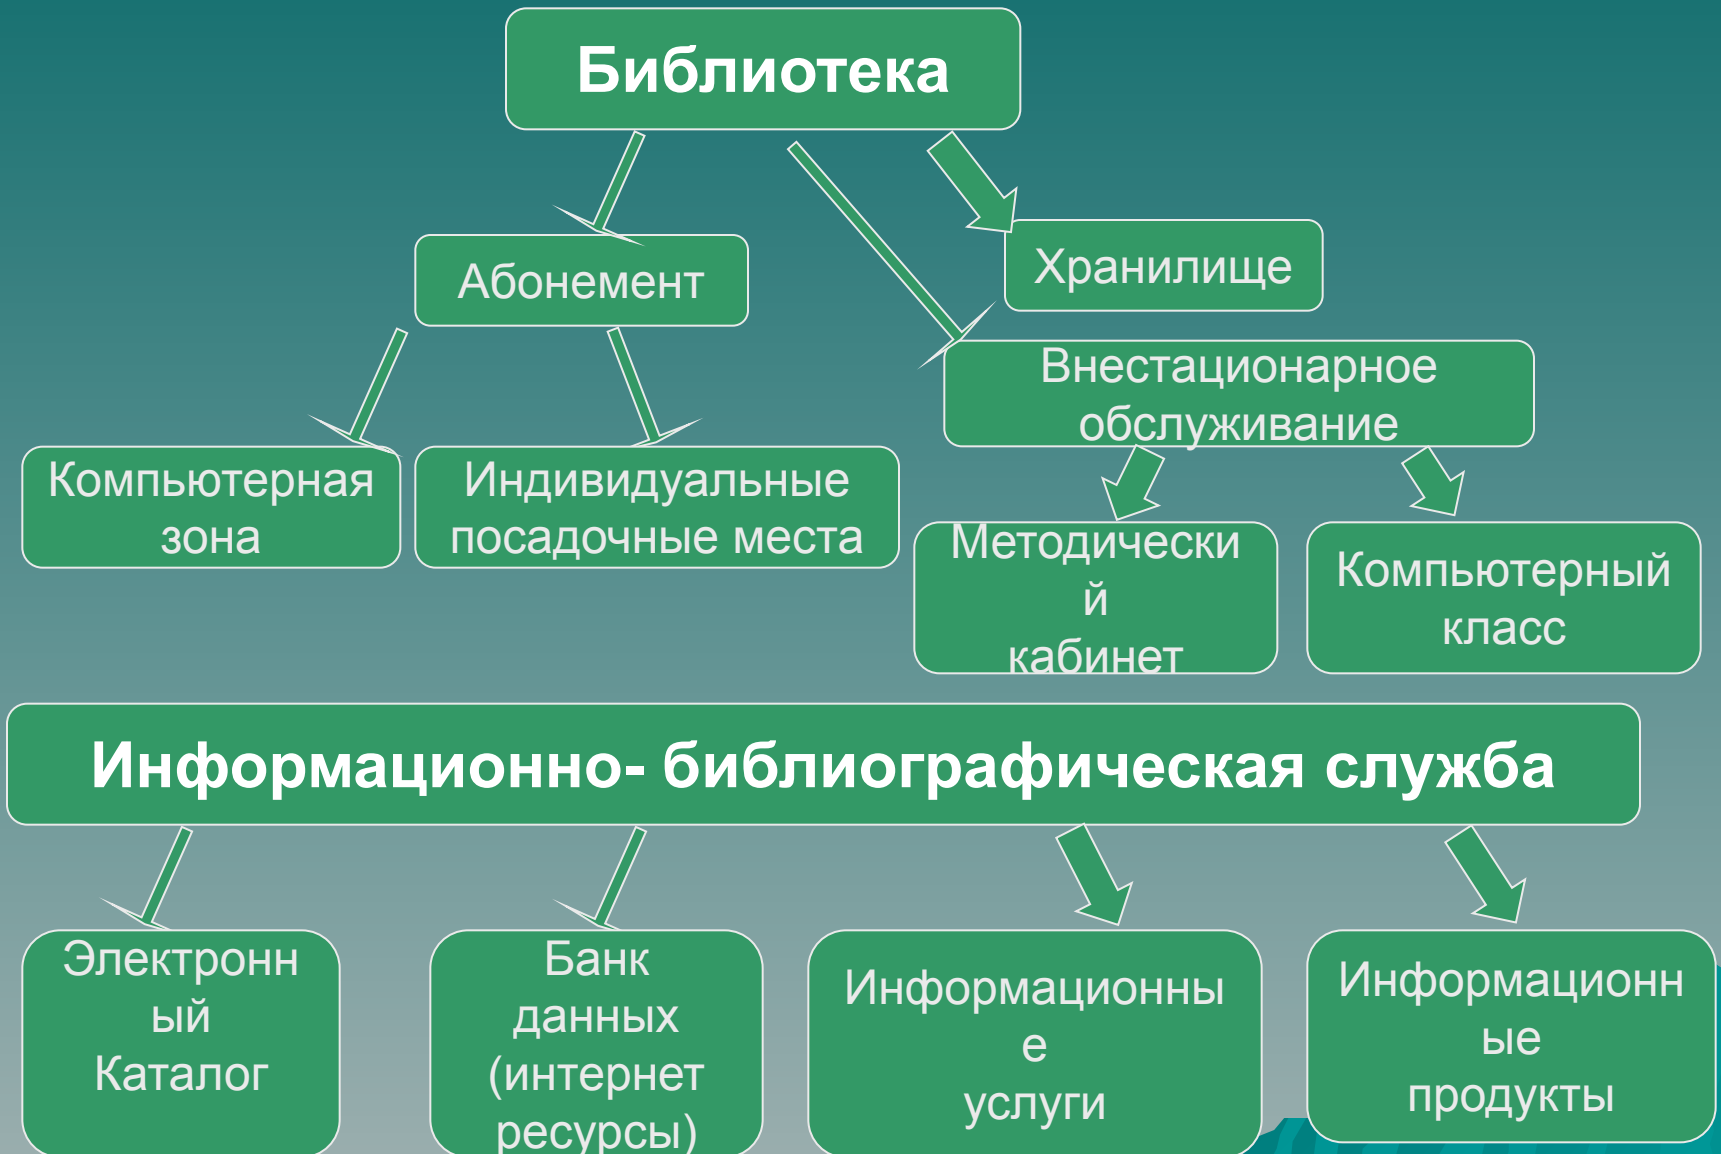 Библиотека
Абонемент
Хранилище
Внестационарное
обслуживание
Компьютерная
зона
Индивидуальные
посадочные места
Методически
й
кабинет
Компьютерный
класс
Информационно- библиографическая служба
Электронн
ый
Каталог
Банк
данных
(интернет
ресурсы)
Информационны
е
услуги
Информационн
ые
продукты